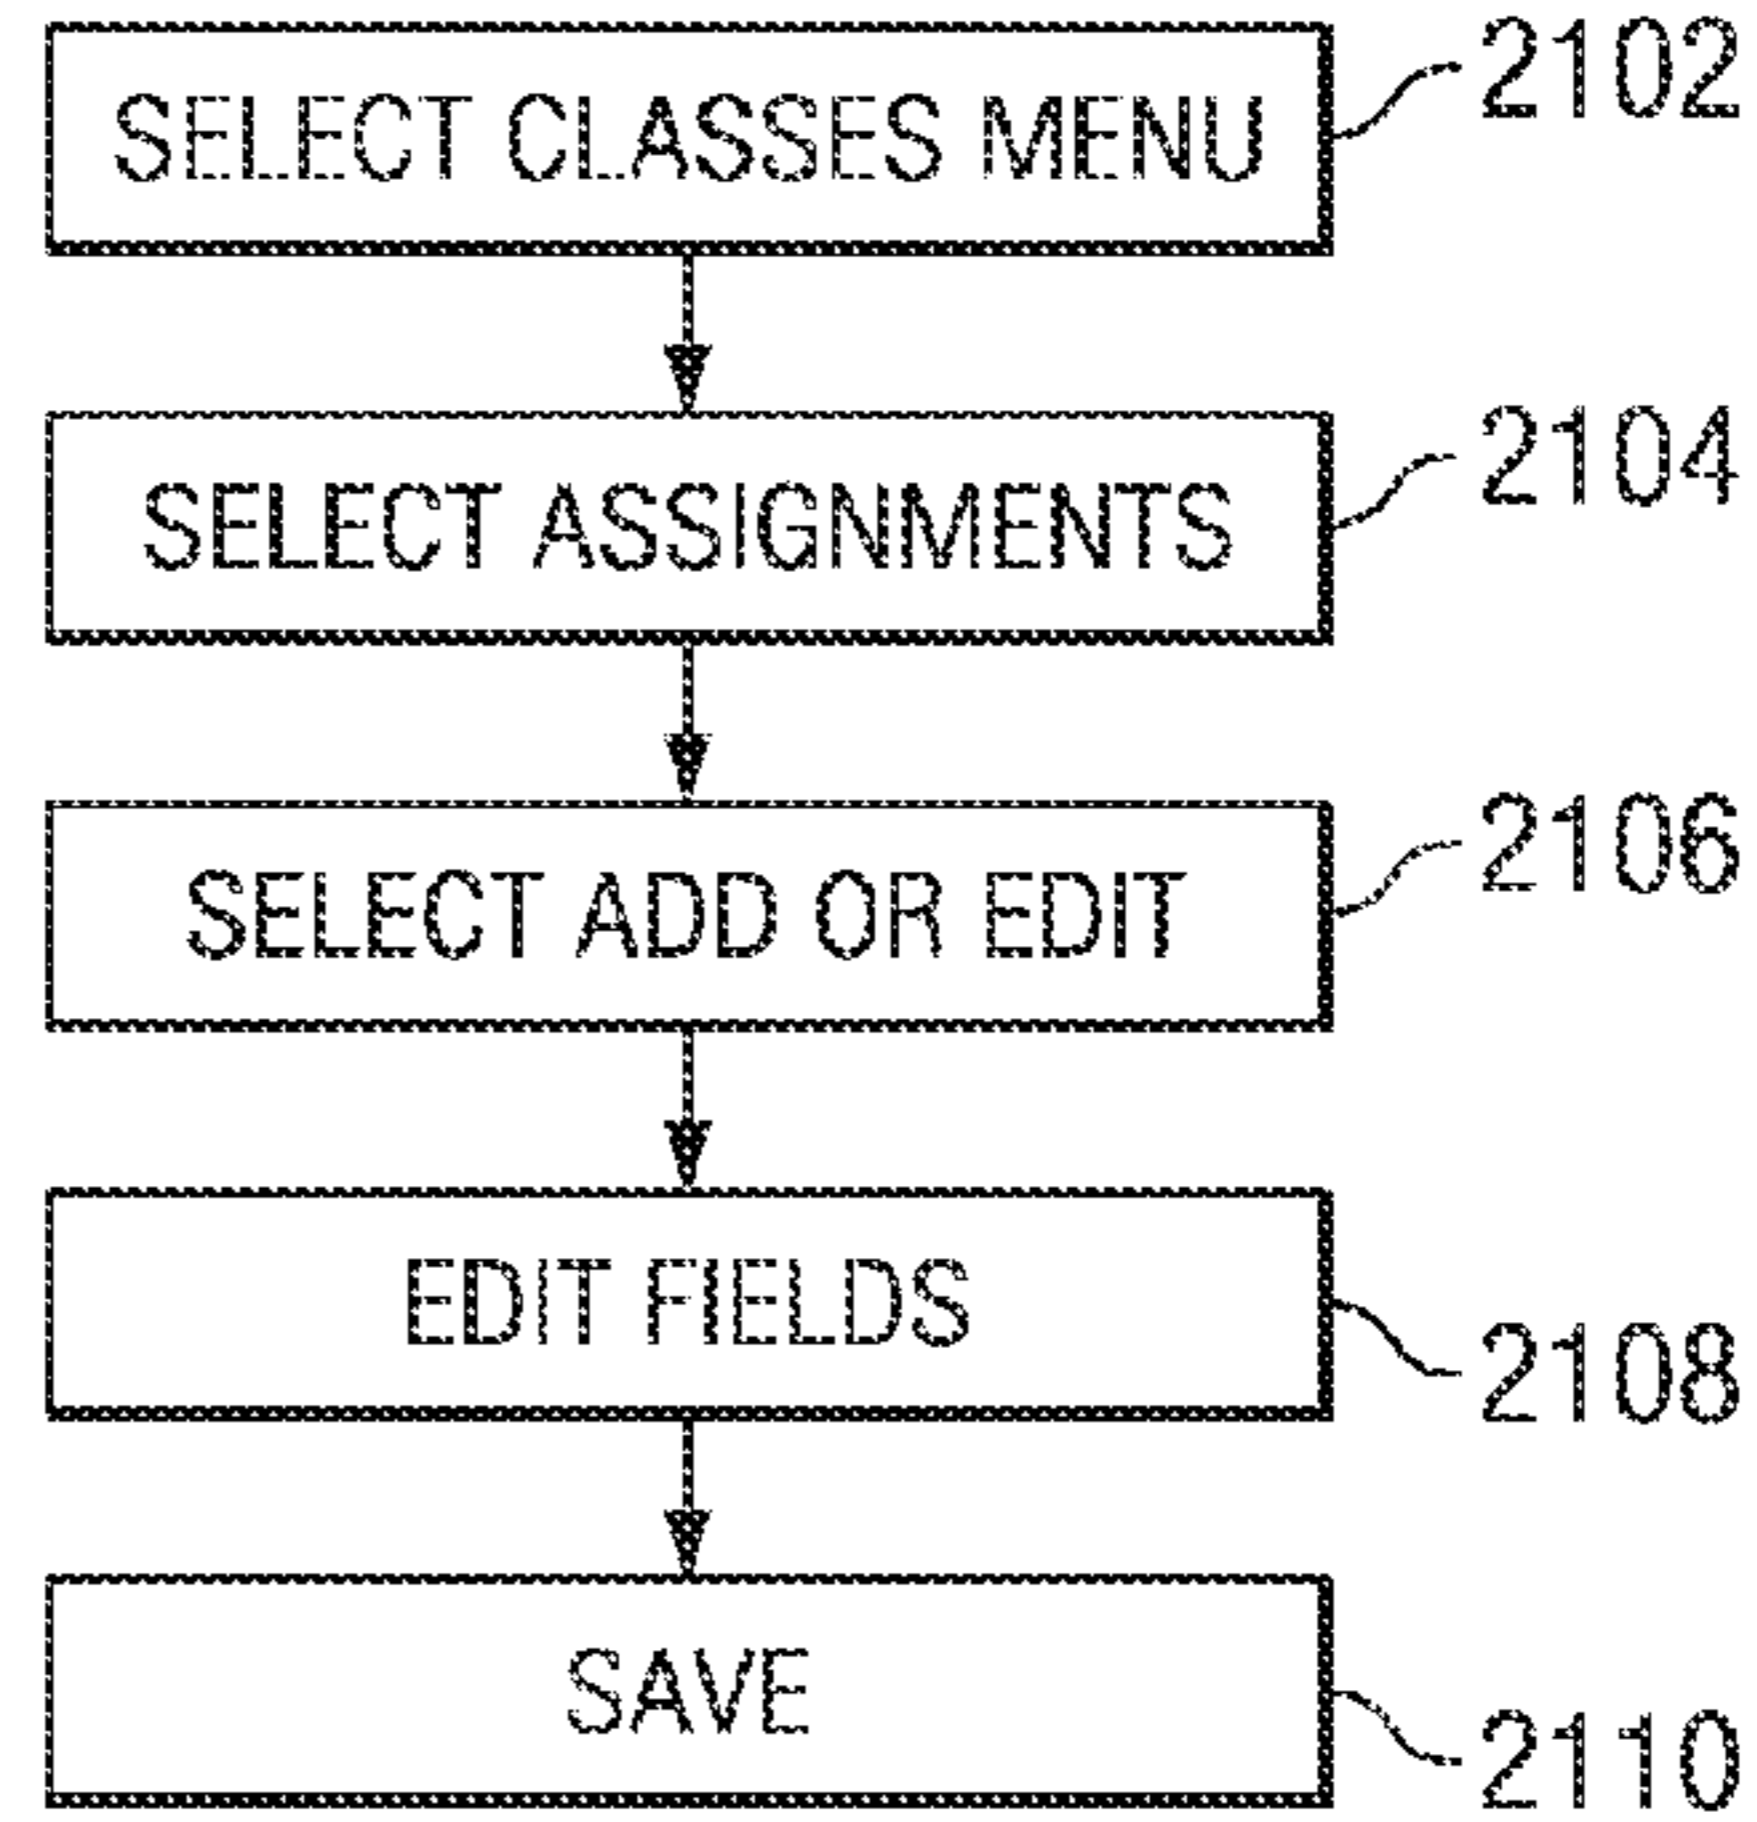 SELECT CLASSES MENU
2102
SELECT ASSIGNMENTS
2104
SELECT ADD OR EDIT
2106
EDIT FIELDS
2108
SAVE
2110